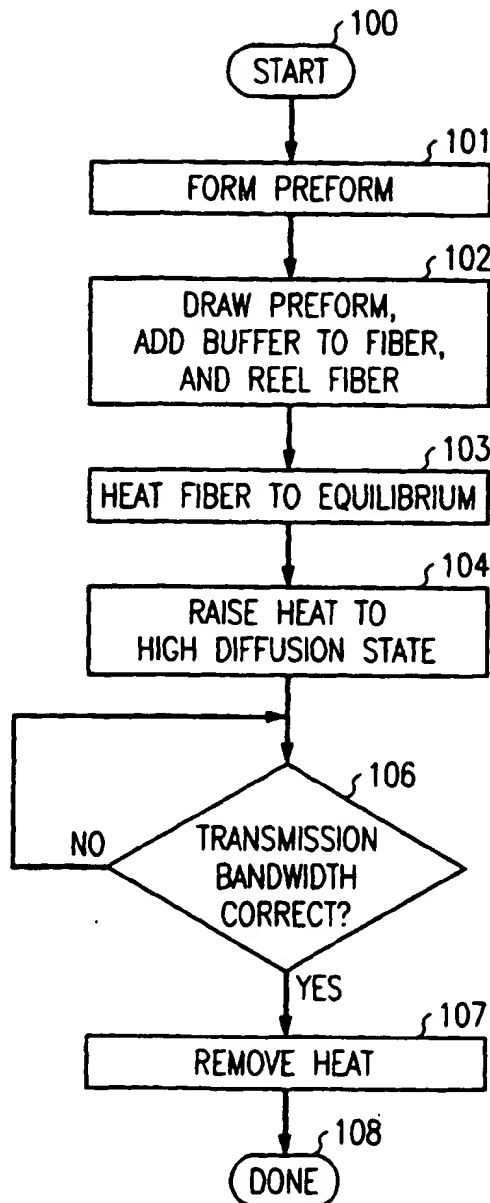 100
START
101
FORM PREFORM
102
DRAW PREFORM,
ADD BUFFER TO FIBER,
AND REEL FIBER
103
HEAT FIBER TO EQUILIBRIUM
104
RAISE HEAT TO
HIGH DIFFUSION STATE
106
TRANSMISSION
BANDWIDTH
CORRECT?
NO
YES
107
REMOVE HEAT
108
DONE